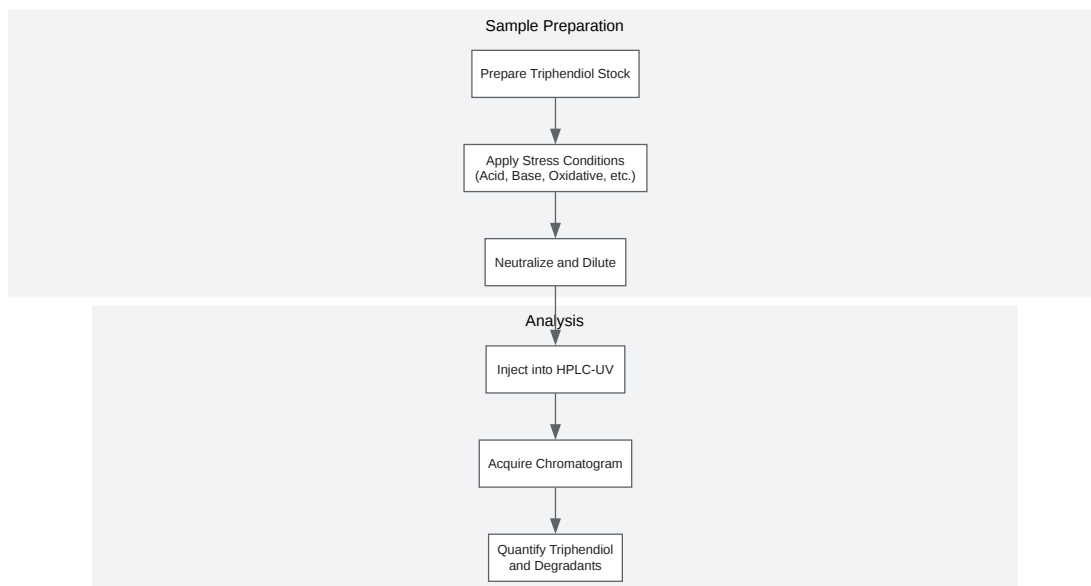 Sample Preparation
Prepare Triphendiol Stock
Apply Stress Conditions
(Acid, Base, Oxidative, etc.)
Neutralize and Dilute
Analysis
Inject into HPLC-UV
Acquire Chromatogram
Quantify Triphendiol
and Degradants